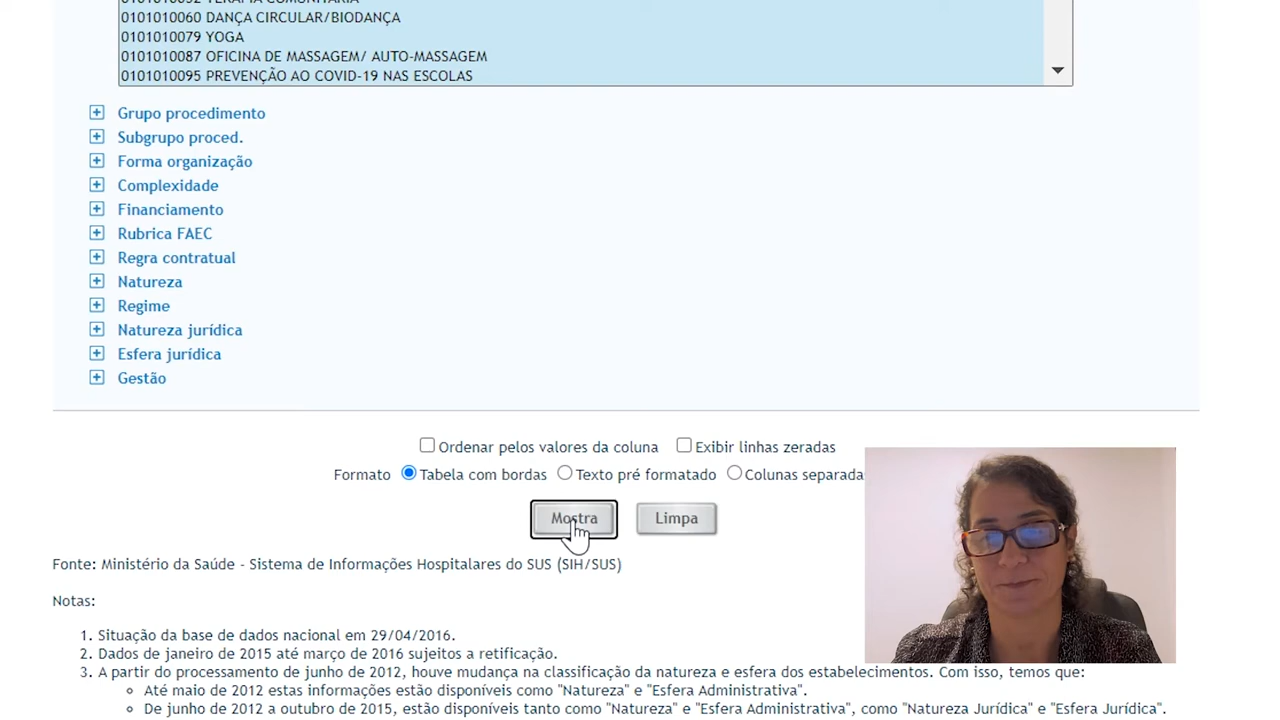 0101010052 TERAPIA COMUNITÁRIA
0101010060 DANÇA CIRCULAR/BIODANÇA
0101010079 YOGA
0101010087 OFICINA DE MASSAGEM/ AUTO-MASSAGEM
0101010095 PREVENÇÃO AO COVID-19 NAS ESCOLAS
Grupo procedimento
Subgrupo proced.
Forma organização
Complexidade
Financiamento
Rubrica FAEC
Regra contratual
Natureza
Regime
Natureza jurídica
Esfera jurídica
Gestão
Ordenar pelos valores da coluna Exibir linhas zeradas
Formato Tabela com bordas Texto pré formatado Colunas separada
Mostra Limpa
Fonte: Ministério da Saúde - Sistema de Informações Hospitalares do SUS (SIH/SUS)
Notas:
1. Situação da base de dados nacional em 29/04/2016.
2. Dados de janeiro de 2015 até março de 2016 sujeitos a retificação.
3. A partir do processamento de junho de 2012, houve mudança na classificação da natureza e esfera dos estabelecimentos. Com isso, temos que:
Até maio de 2012 estas informações estão disponíveis como "Natureza" e "Esfera Administrativa".
De junho de 2012 a outubro de 2015, estão disponíveis tanto como "Natureza" e "Esfera Administrativa", como "Natureza Jurídica" e "Esfera Jurídica".